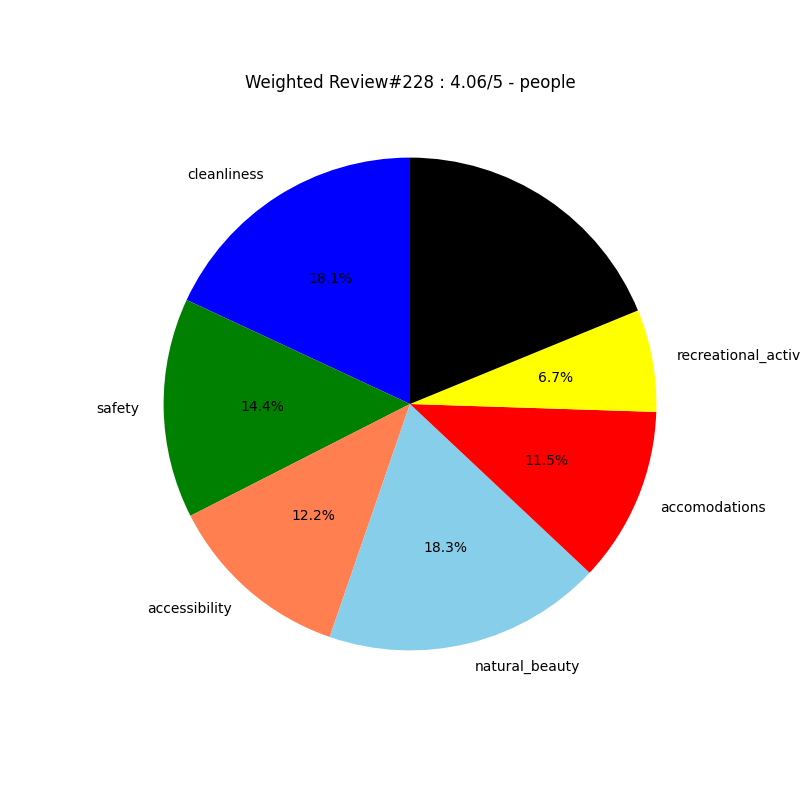 Weighted Review#228 : 4.06/5 - people
cleanliness
18.1%
safety
14.4%
accessibility
12.2%
natural_beauty
18.3%
accomodations
11.5%
recreational_activ
6.7%